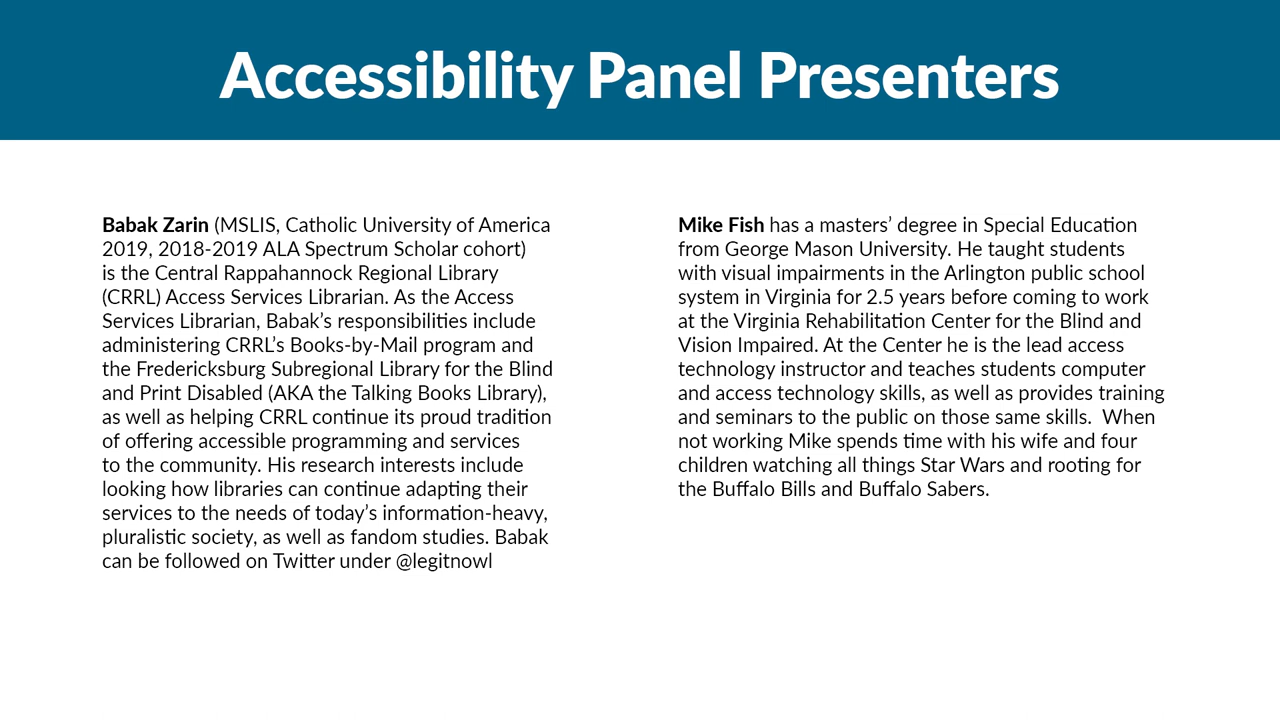 Accessibility Panel Presenters
Babak Zarin (MSLIS, Catholic University of America
2019, 2018-2019 ALA Spectrum Scholar cohort)
is the Central Rappahannock Regional Library
(CRRL) Access Services Librarian. As the Access
Services Librarian, Babak’s responsibilities include
administering CRRL’s Books-by-Mail program and
the Fredericksburg Subregional Library for the Blind
and Print Disabled (AKA the Talking Books Library),
as well as helping CRRL continue its proud tradition
of offering accessible programming and services
to the community. His research interests include
looking how libraries can continue adapting their
services to the needs of today’s information-heavy,
pluralistic society, as well as fandom studies. Babak
can be followed on Twitter under @legitnowl
Mike Fish has a masters’ degree in Special Education
from George Mason University. He taught students
with visual impairments in the Arlington public school
system in Virginia for 2.5 years before coming to work
at the Virginia Rehabilitation Center for the Blind and
Vision Impaired. At the Center he is the lead access
technology instructor and teaches students computer
and access technology skills, as well as provides training
and seminars to the public on those same skills.  When
not working Mike spends time with his wife and four
children watching all things Star Wars and rooting for
the Buffalo Bills and Buffalo Sabers.